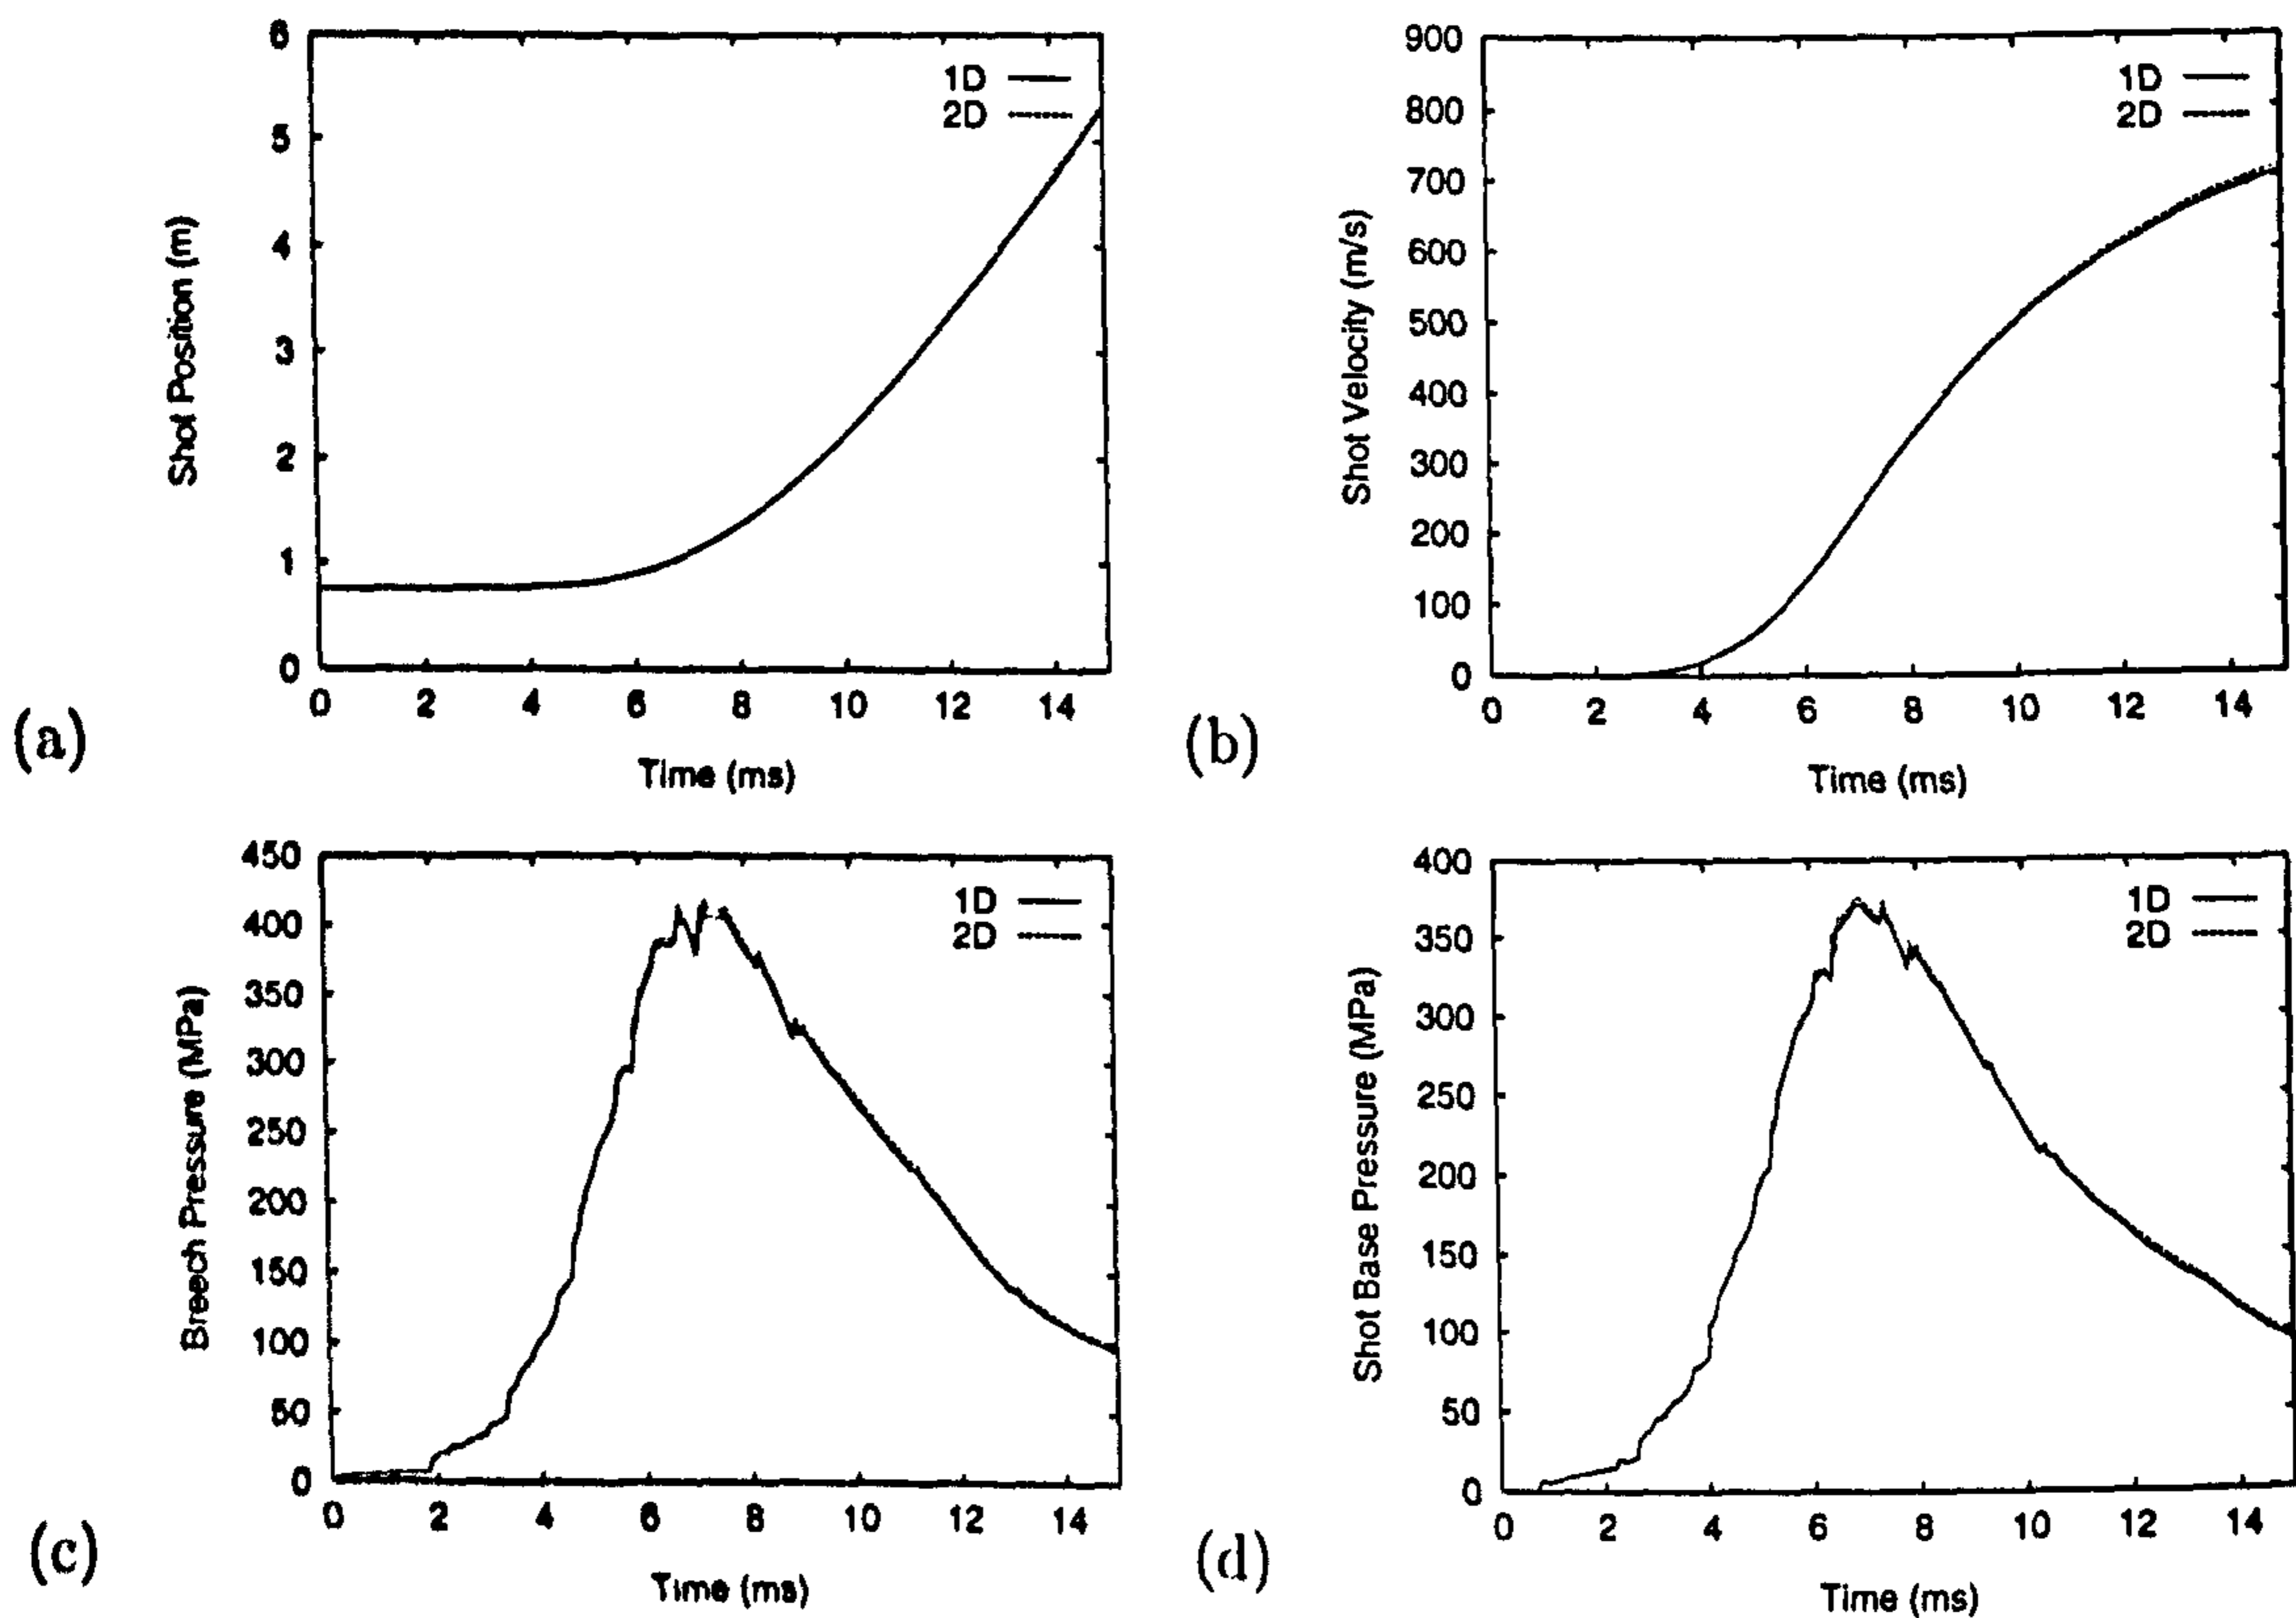 6
5
4
3
2
1
0
0 2 4 6 8 10 12 14
Shot Position (m)
Time (ms)
1D
2D
(a)
900
800
700
600
500
400
300
200
100
0
0 2 4 6 8 10 12 14
Shot Velocity (m/s)
Time (ms)
1D
2D
(b)
450
400
350
300
250
200
150
100
50
0
0 2 4 6 8 10 12 14
Breech Pressure (MPa)
Time (ms)
1D
2D
(c)
400
350
300
250
200
150
100
50
0
0 2 4 6 8 10 12 14
Shot Base Pressure (MPa)
Time (ms)
1D
2D
(d)